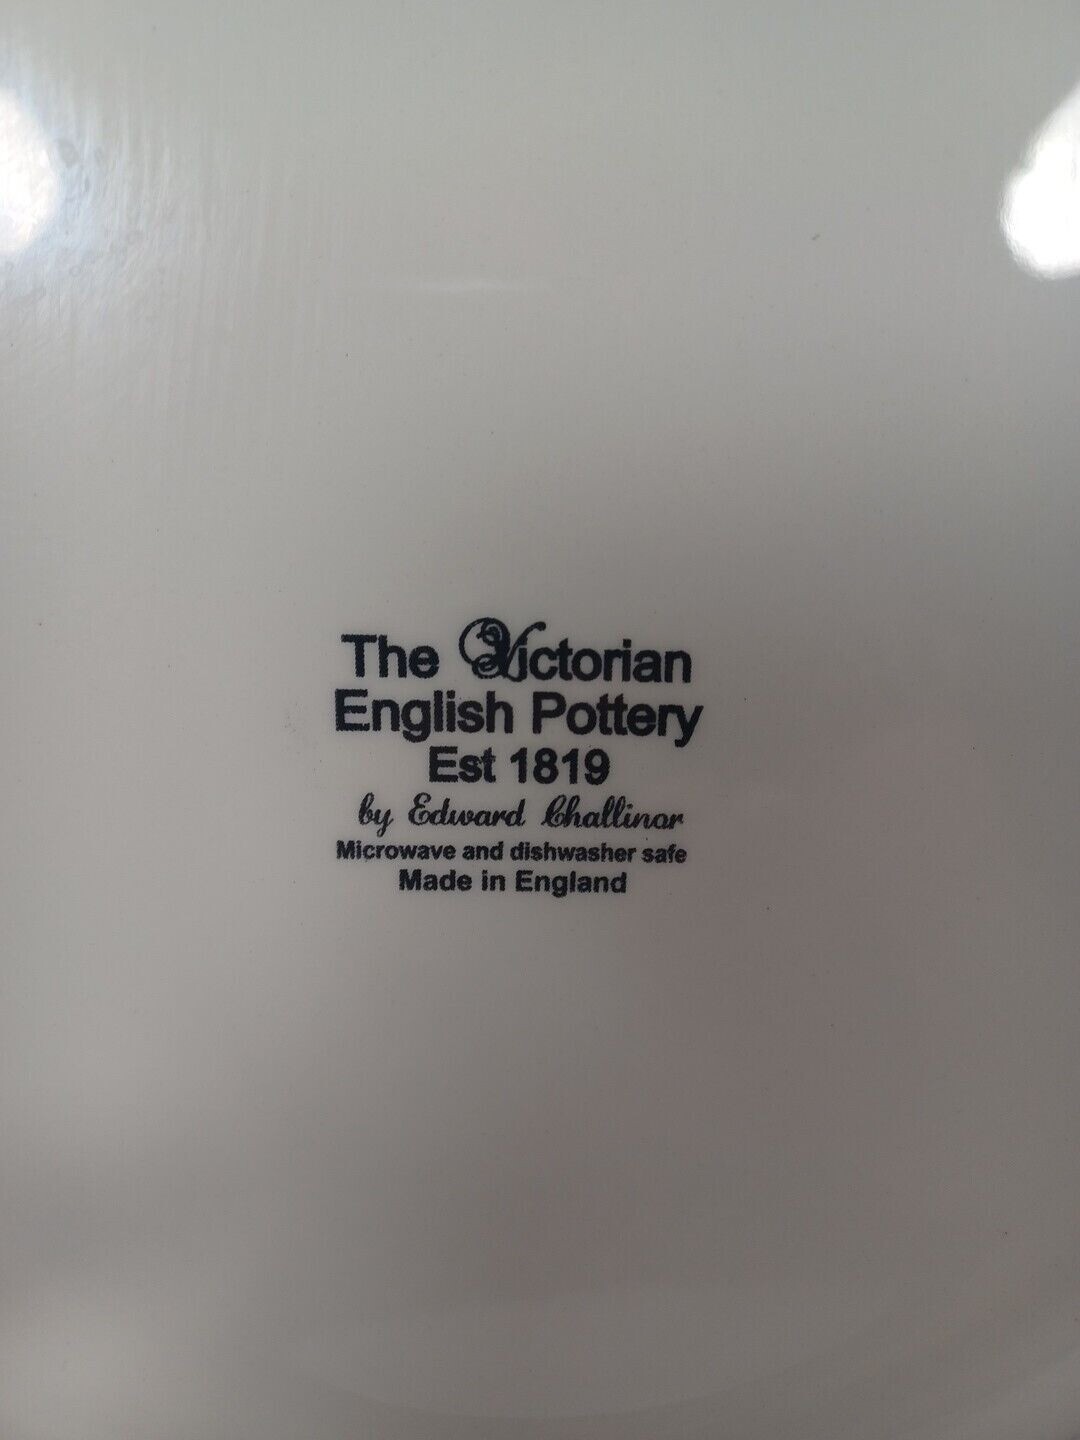 The Victorian
English Pottery
Est 1819
by Edward Challinor
Microwave and dishwasher safe
Made in England